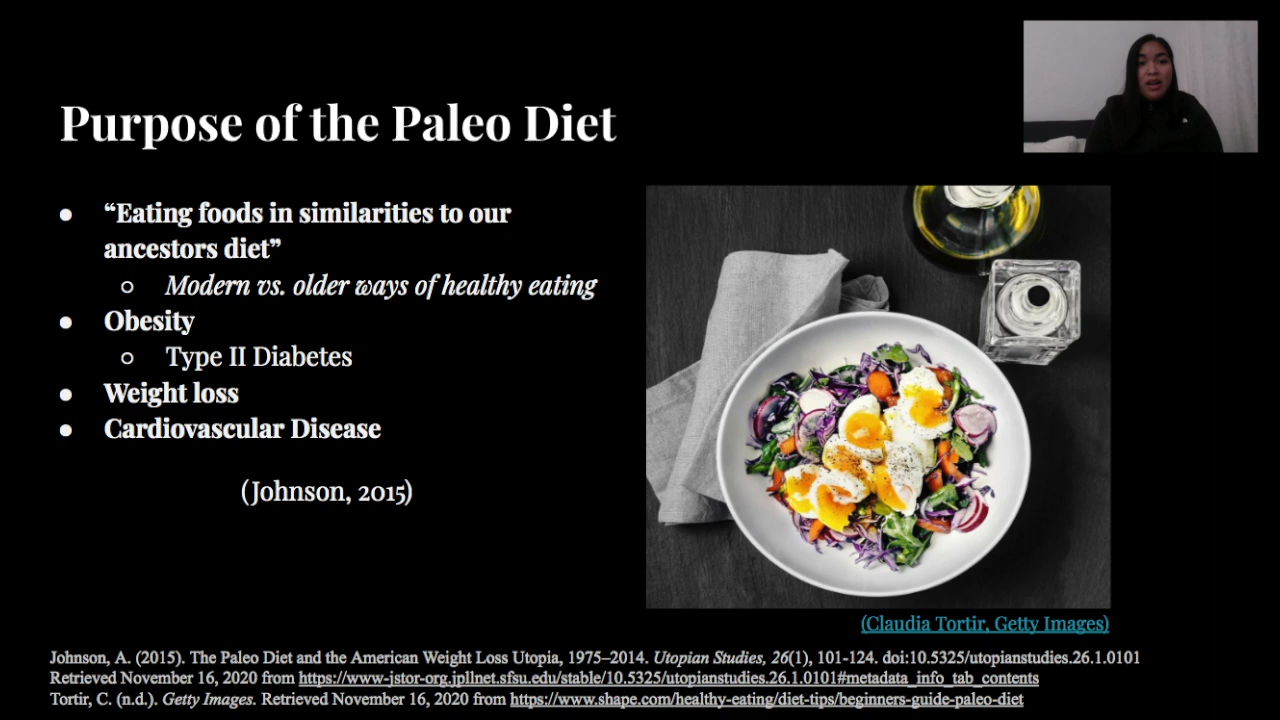 Purpose of the Paleo Diet
● “Eating foods in similarities to our
ancestors diet”
○ Modern vs. older ways of healthy eating
● Obesity
○ Type II Diabetes
● Weight loss
● Cardiovascular Disease
(Johnson, 2015)
(Claudia Tortir, Getty Images)
Johnson, A. (2015). The Paleo Diet and the American Weight Loss Utopia, 1975–2014. Utopian Studies, 26(1), 101-124. doi:10.5325/utopianstudies.26.1.0101
Retrieved November 16, 2020 from https://www-jstor-org.jpllnet.sfsu.edu/stable/10.5325/utopianstudies.26.1.0101#metadata_info_tab_contents
Tortir, C. (n.d.). Getty Images. Retrieved November 16, 2020 from https://www.shape.com/healthy-eating/diet-tips/beginners-guide-paleo-diet